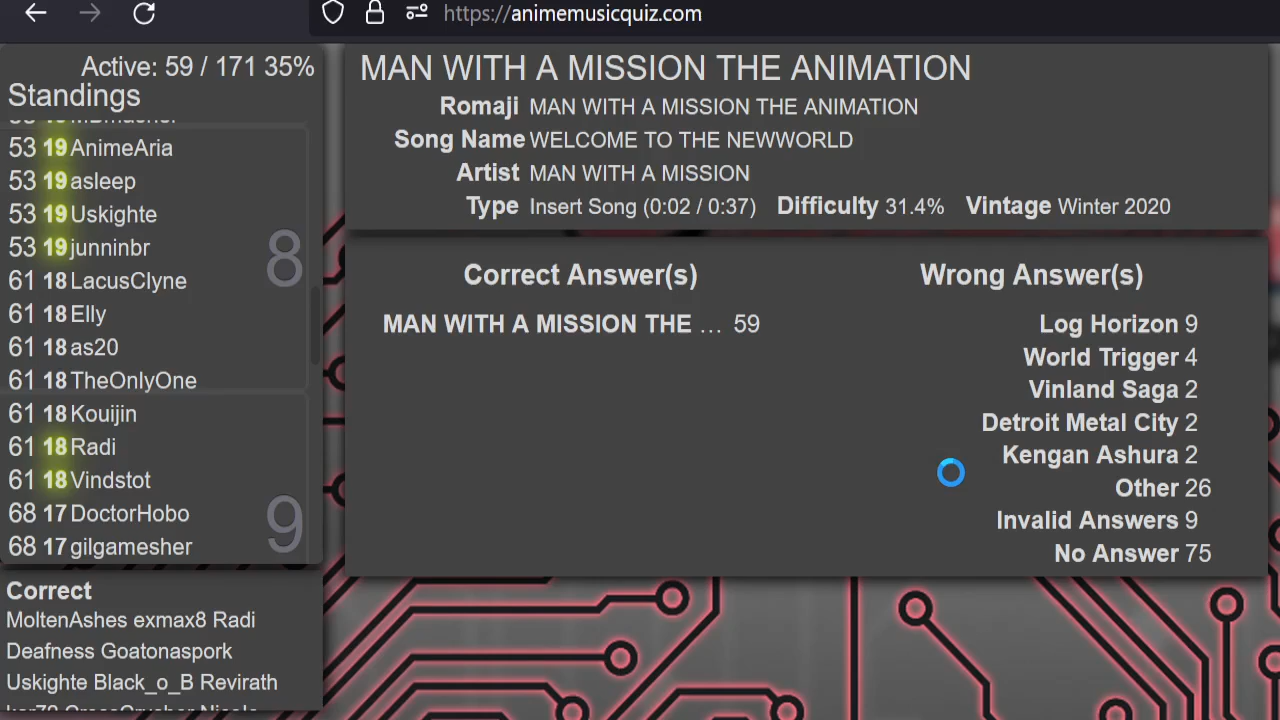 https://animemusicquiz.com
Active: 59 / 171 35%
Standings
53 19 AnimeAria
53 19 asleep
53 19 Uskighte
53 19 junninbr
8
61 18 LacusClyne
61 18 Elly
61 18 as20
61 18 TheOnlyOne
61 18 Kouijin
61 18 Radi
61 18 Vindstot
68 17 DoctorHobo
9
68 17 gilgamesher
Correct
MoltenAshes exmax8 Radi
Deafness Goatonaspork
Uskighte Black_o_B Revirath
MAN WITH A MISSION THE ANIMATION
Romaji MAN WITH A MISSION THE ANIMATION
Song Name WELCOME TO THE NEWWORLD
Artist MAN WITH A MISSION
Type Insert Song (0:02 / 0:37) Difficulty 31.4% Vintage Winter 2020
Correct Answer(s)
MAN WITH A MISSION THE ... 59
Wrong Answer(s)
Log Horizon 9
World Trigger 4
Vinland Saga 2
Detroit Metal City 2
Kengan Ashura 2
Other 26
Invalid Answers 9
No Answer 75